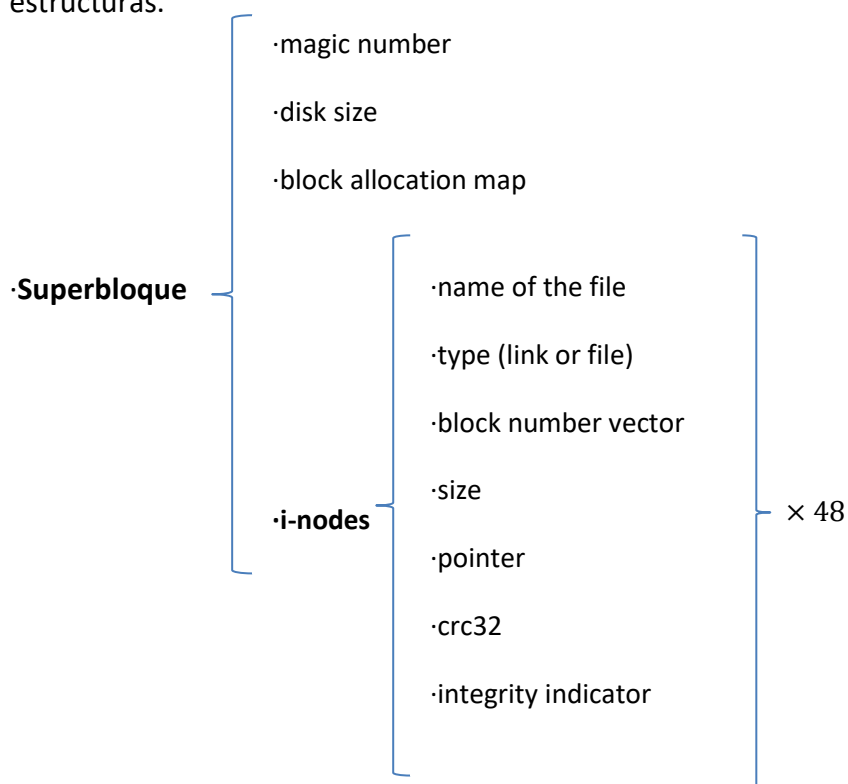 estructuras.
·magic number
·disk size
·block allocation map
·Superbloque
·name of the file
·type (link or file)
·block number vector
·size
·i-nodes
× 48
·pointer
·crc32
·integrity indicator